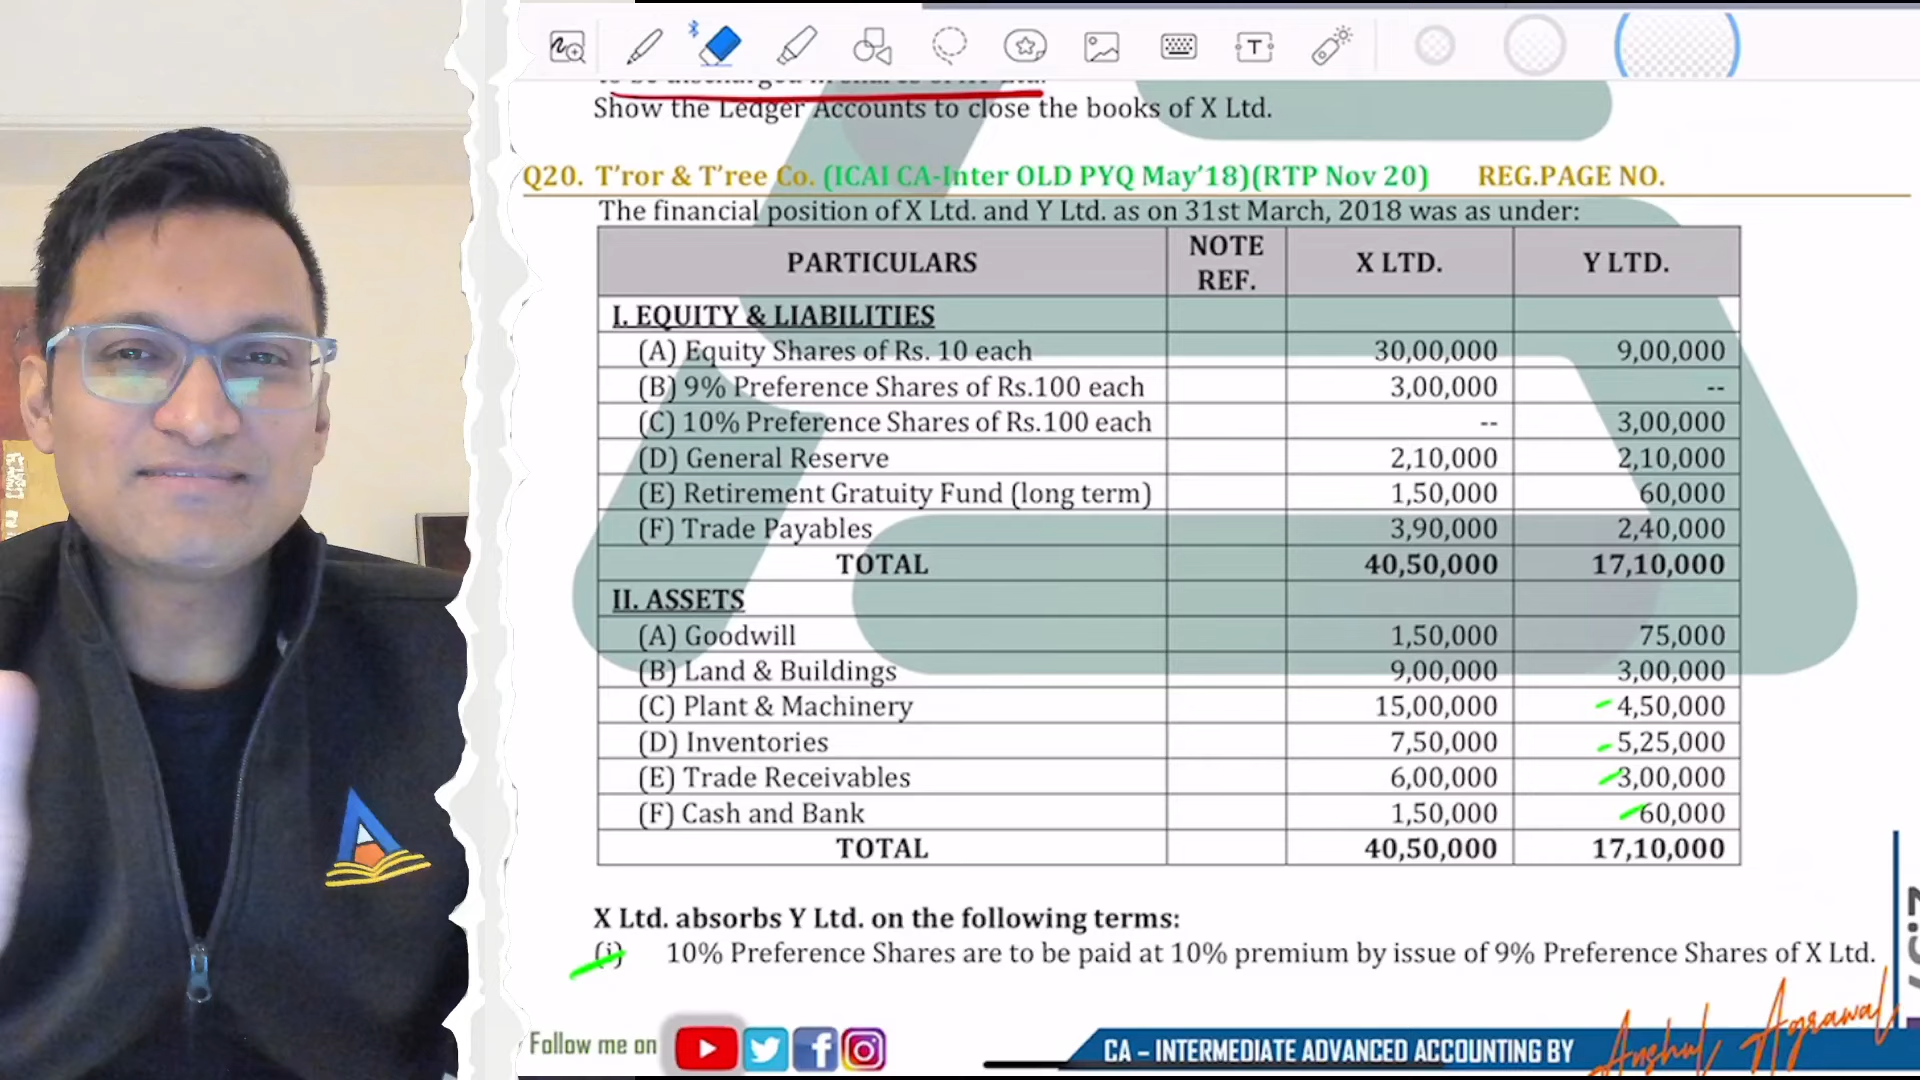 Show the Ledger Accounts to close the books of X Ltd.
Q20. T'ror & T'ree Co. (ICAI CA-Inter OLD PYQ May'18)(RTP Nov 20) REG.PAGE NO.
The financial position of X Ltd. and Y Ltd. as on 31st March, 2018 was as under:
PARTICULARS NOTE REF. X LTD. Y LTD.
I. EQUITY & LIABILITIES
(A) Equity Shares of Rs. 10 each 30,00,000 9,00,000
(B) 9% Preference Shares of Rs.100 each 3,00,000 --
(C) 10% Preference Shares of Rs.100 each -- 3,00,000
(D) General Reserve 2,10,000 2,10,000
(E) Retirement Gratuity Fund (long term) 1,50,000 60,000
(F) Trade Payables 3,90,000 2,40,000
TOTAL 40,50,000 17,10,000
II. ASSETS
(A) Goodwill 1,50,000 75,000
(B) Land & Buildings 9,00,000 3,00,000
(C) Plant & Machinery 15,00,000 4,50,000
(D) Inventories 7,50,000 5,25,000
(E) Trade Receivables 6,00,000 3,00,000
(F) Cash and Bank 1,50,000 60,000
TOTAL 40,50,000 17,10,000
X Ltd. absorbs Y Ltd. on the following terms:
(i) 10% Preference Shares are to be paid at 10% premium by issue of 9% Preference Shares of X Ltd.
Follow me on
CA – INTERMEDIATE ADVANCED ACCOUNTING BY Anshul Agrawal